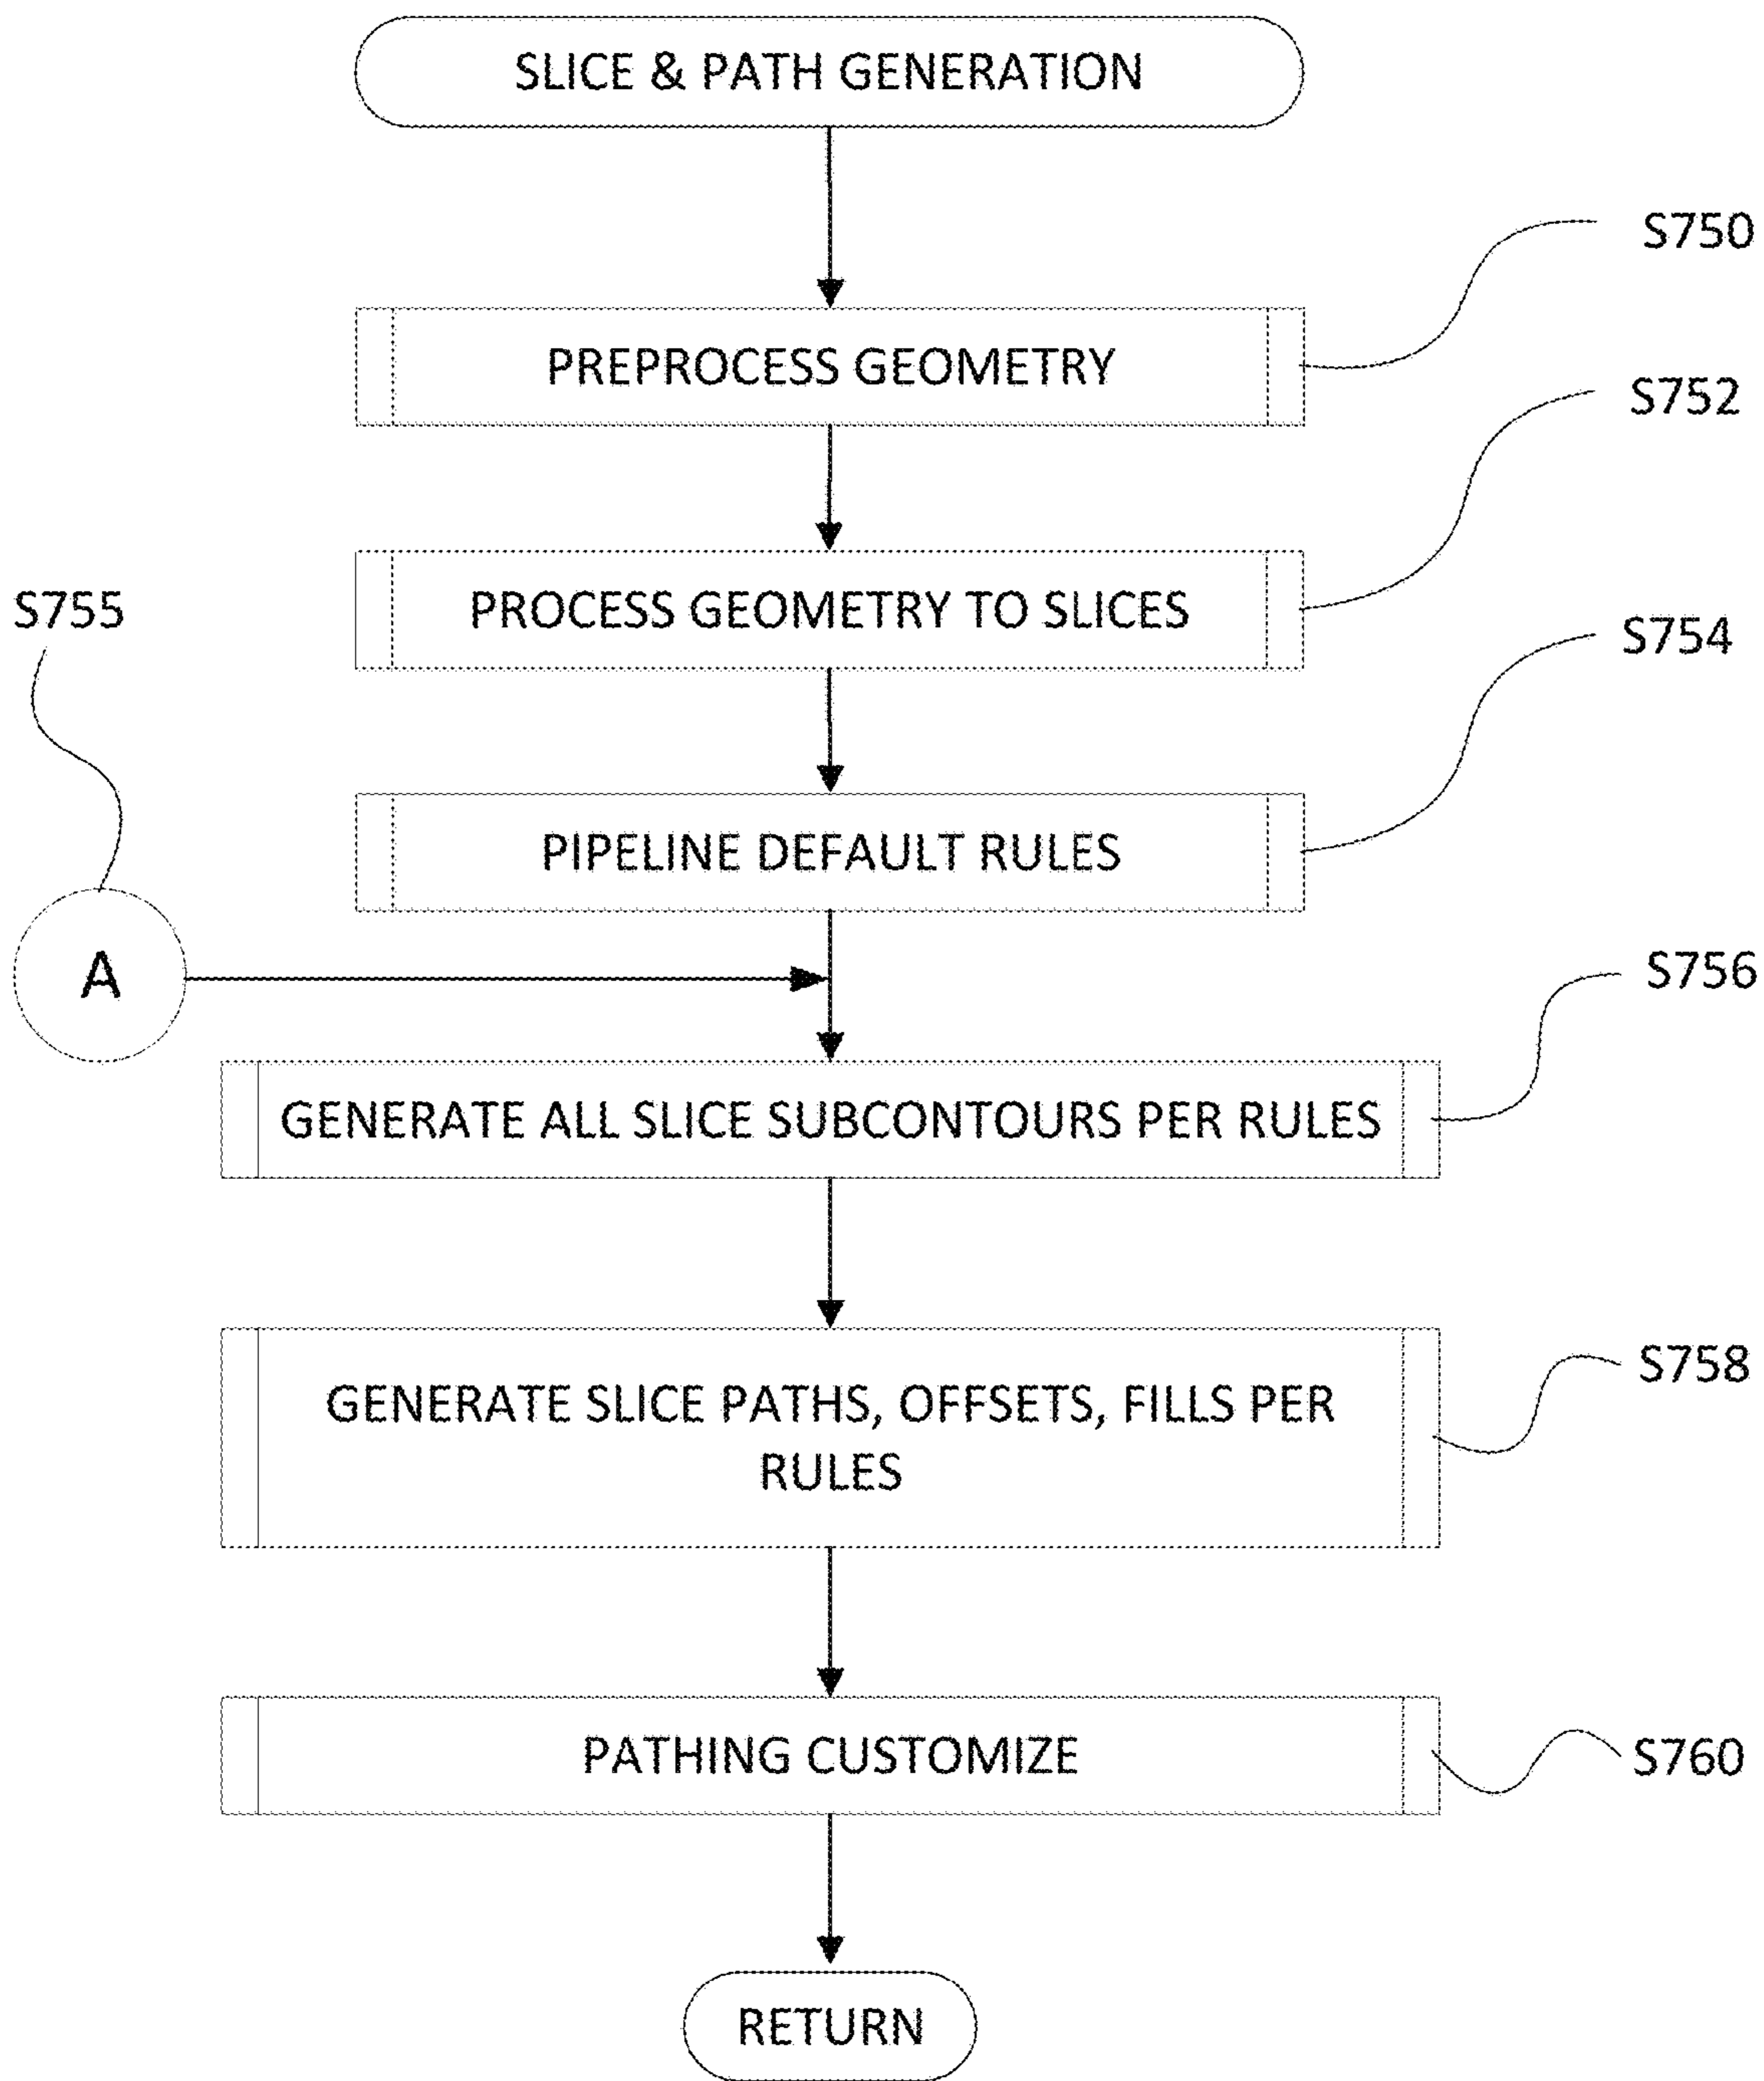 SLICE & PATH GENERATION
S750
PREPROCESS GEOMETRY
S752
PROCESS GEOMETRY TO SLICES
S755
S754
PIPELINE DEFAULT RULES
A
S756
GENERATE ALL SLICE SUBCONTOURS PER RULES
S758
GENERATE SLICE PATHS, OFFSETS, FILLS PER
RULES
PATHING CUSTOMIZE
S760
RETURN